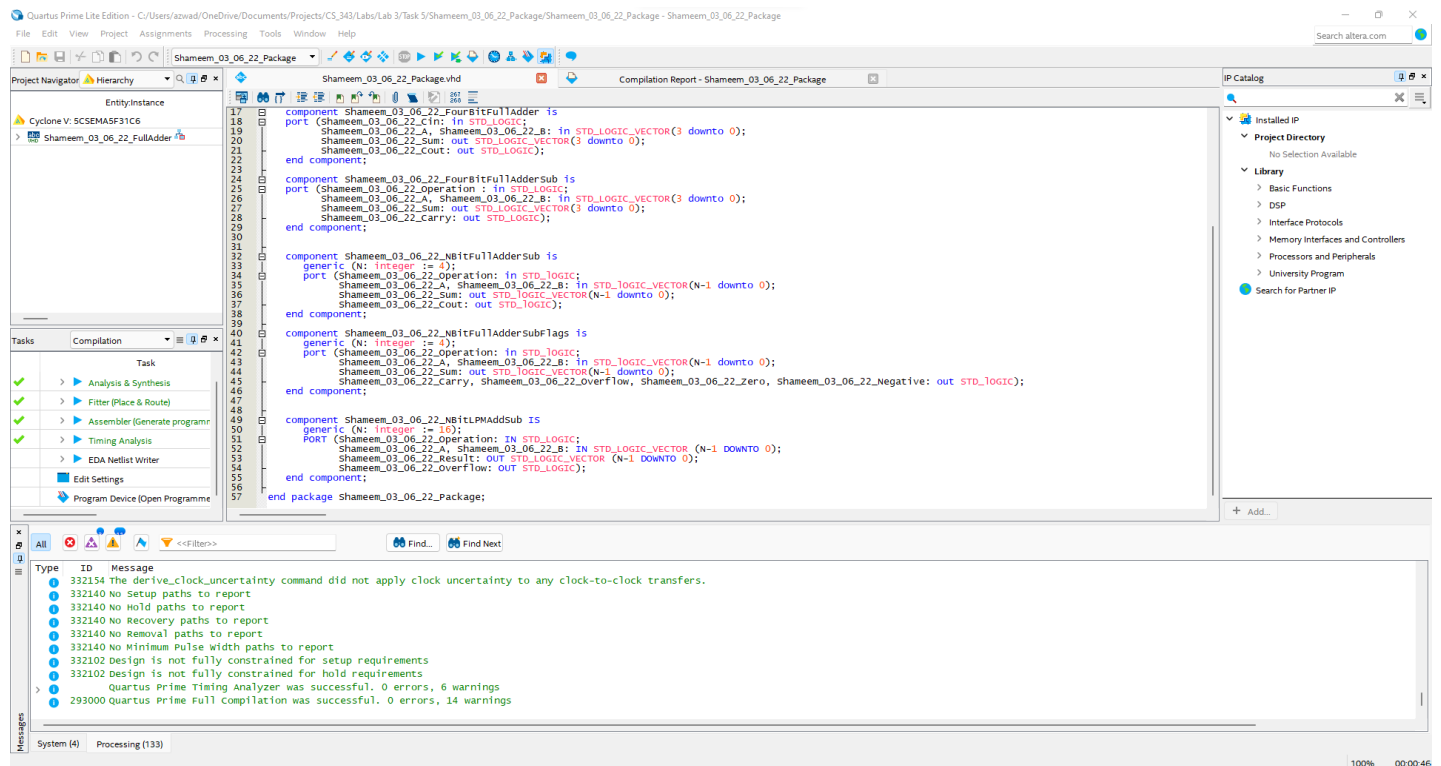 Quartus Prime Lite Edition - C:/Users/azwad/OneDrive/Documents/Projects/CS_343/Labs/Lab 3/Task 5/Shameem_03_06_22_Package/Shameem_03_06_22_Package - Shameem_03_06_22_Package
File Edit View Project Assignments Processing Tools Window Help
Search altera.com
Shameem_03_06_22_Package
Project Navigator Hierarchy
Entity:Instance
Cyclone V: 5CSEMA5F31C6
Shameem_03_06_22_FullAdder
Tasks Compilation
Task
Analysis & Synthesis
Fitter (Place & Route)
Assembler (Generate programr
Timing Analysis
EDA Netlist Writer
Edit Settings
Program Device (Open Programme
Shameem_03_06_22_Package.vhd Compilation Report - Shameem_03_06_22_Package
267
268
17 component Shameem_03_06_22_FourBitFullAdder is
18 port (Shameem_03_06_22_Cin: in STD_LOGIC;
19 Shameem_03_06_22_A, Shameem_03_06_22_B: in STD_LOGIC_VECTOR(3 downto 0);
20 Shameem_03_06_22_Sum: out STD_LOGIC_VECTOR(3 downto 0);
21 Shameem_03_06_22_Cout: out STD_LOGIC);
22 end component;
23
24 component Shameem_03_06_22_FourBitFullAdderSub is
25 port (Shameem_03_06_22_Operation : in STD_LOGIC;
26 Shameem_03_06_22_A, Shameem_03_06_22_B: in STD_LOGIC_VECTOR(3 downto 0);
27 Shameem_03_06_22_Sum: out STD_LOGIC_VECTOR(3 downto 0);
28 Shameem_03_06_22_Carry: out STD_LOGIC);
29 end component;
30
31
32 component Shameem_03_06_22_NBitFullAdderSub is
33 generic (N: integer := 4);
34 port (Shameem_03_06_22_Operation: in STD_lOGIC;
35 Shameem_03_06_22_A, Shameem_03_06_22_B: in STD_lOGIC_VECTOR(N-1 downto 0);
36 Shameem_03_06_22_Sum: out STD_lOGIC_VECTOR(N-1 downto 0);
37 Shameem_03_06_22_Cout: out STD_lOGIC);
38 end component;
39
40 component Shameem_03_06_22_NBitFullAdderSubFlags is
41 generic (N: integer := 4);
42 port (Shameem_03_06_22_Operation: in STD_lOGIC;
43 Shameem_03_06_22_A, Shameem_03_06_22_B: in STD_lOGIC_VECTOR(N-1 downto 0);
44 Shameem_03_06_22_Sum: out STD_lOGIC_VECTOR(N-1 downto 0);
45 Shameem_03_06_22_Carry, Shameem_03_06_22_Overflow, Shameem_03_06_22_Zero, Shameem_03_06_22_Negative: out STD_lOGIC);
46 end component;
47
48
49 component Shameem_03_06_22_NBitLPMAddSub IS
50 generic (N: integer := 16);
51 PORT (Shameem_03_06_22_Operation: IN STD_LOGIC;
52 Shameem_03_06_22_A, Shameem_03_06_22_B: IN STD_LOGIC_VECTOR (N-1 DOWNTO 0);
53 Shameem_03_06_22_Result: OUT STD_LOGIC_VECTOR (N-1 DOWNTO 0);
54 Shameem_03_06_22_Overflow: OUT STD_LOGIC);
55 end component;
56
57 end package Shameem_03_06_22_Package;
IP Catalog
Installed IP
Project Directory
No Selection Available
Library
Basic Functions
DSP
Interface Protocols
Memory Interfaces and Controllers
Processors and Peripherals
University Program
Search for Partner IP
+ Add...
All <<Filter>> Find... Find Next
Type ID Message
332154 The derive_clock_uncertainty command did not apply clock uncertainty to any clock-to-clock transfers.
332140 No Setup paths to report
332140 No Hold paths to report
332140 No Recovery paths to report
332140 No Removal paths to report
332140 No Minimum Pulse Width paths to report
332102 Design is not fully constrained for setup requirements
332102 Design is not fully constrained for hold requirements
Quartus Prime Timing Analyzer was successful. 0 errors, 6 warnings
293000 Quartus Prime Full Compilation was successful. 0 errors, 14 warnings
Messages
System (4) Processing (133)
100% 00:00:46